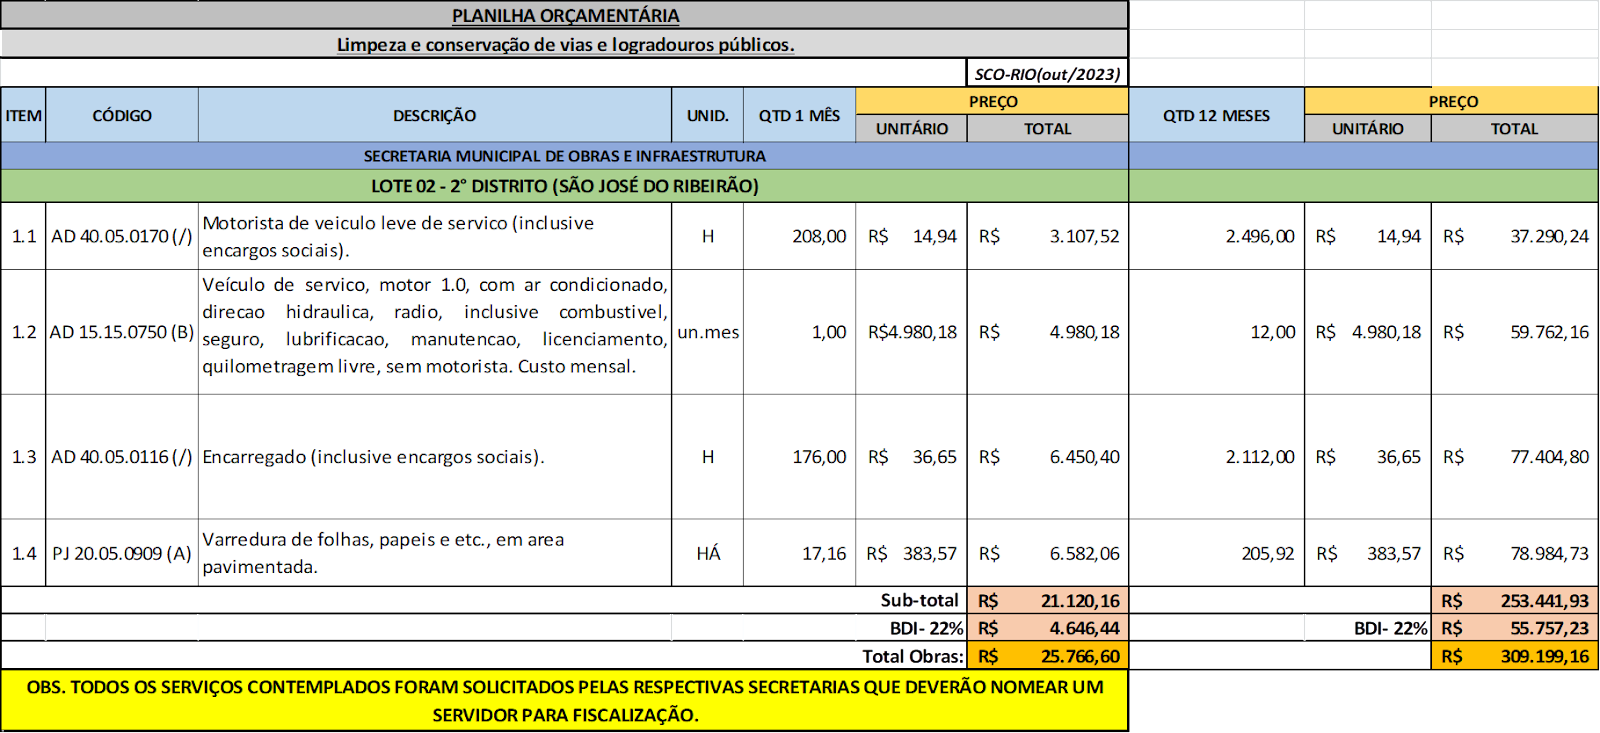 PLANILHA ORÇAMENTÁRIA
Limpeza e conservação de vias e logradouros públicos.
SCO-RIO(out/2023)
ITEM CÓDIGO DESCRIÇÃO UNID. QTD 1 MÊS PREÇO QTD 12 MESES PREÇO
UNITÁRIO TOTAL UNITÁRIO TOTAL
SECRETARIA MUNICIPAL DE OBRAS E INFRAESTRUTURA
LOTE 02 - 2° DISTRITO (SÃO JOSÉ DO RIBEIRÃO)
1.1 AD 40.05.0170 (/) Motorista de veiculo leve de servico (inclusive
encargos sociais). H 208,00 R$ 14,94 R$ 3.107,52 2.496,00 R$ 14,94 R$ 37.290,24
Veículo de servico, motor 1.0, com ar condicionado,
direcao hidraulica, radio, inclusive combustivel,
1.2 AD 15.15.0750 (B) seguro, lubrificacao, manutencao, licenciamento, un.mes 1,00 R$4.980,18 R$ 4.980,18 12,00 R$ 4.980,18 R$ 59.762,16
quilometragem livre, sem motorista. Custo mensal.
1.3 AD 40.05.0116 (/) Encarregado (inclusive encargos sociais). H 176,00 R$ 36,65 R$ 6.450,40 2.112,00 R$ 36,65 R$ 77.404,80
1.4 PJ 20.05.0909 (A) Varredura de folhas, papeis e etc., em area
pavimentada. HÁ 17,16 R$ 383,57 R$ 6.582,06 205,92 R$ 383,57 R$ 78.984,73
Sub-total R$ 21.120,16 R$ 253.441,93
BDI- 22% R$ 4.646,44 BDI- 22% R$ 55.757,23
Total Obras: R$ 25.766,60 R$ 309.199,16
OBS. TODOS OS SERVIÇOS CONTEMPLADOS FORAM SOLICITADOS PELAS RESPECTIVAS SECRETARIAS QUE DEVERÃO NOMEAR UM
SERVIDOR PARA FISCALIZAÇÃO.